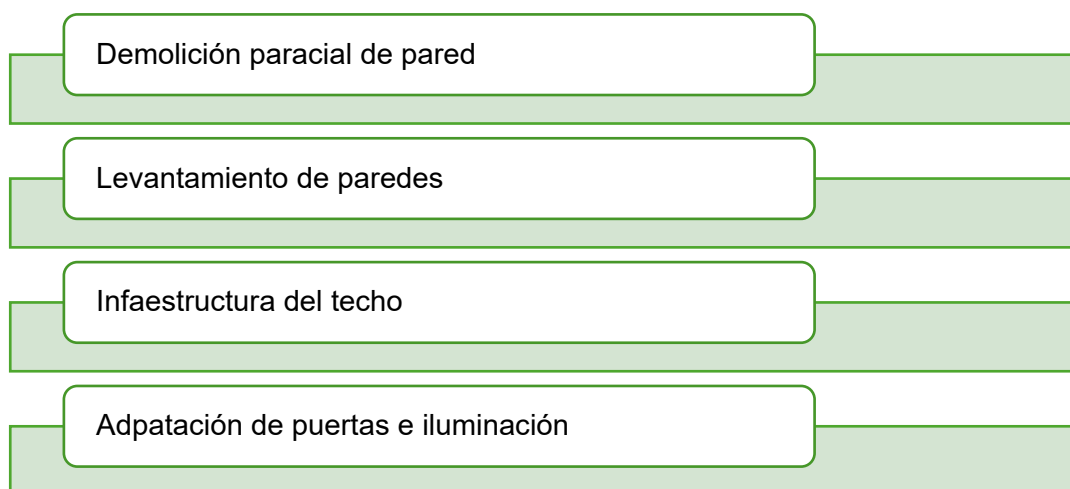 Demolición paracial de pared
Levantamiento de paredes
Infaestructura del techo
Adpatación de puertas e iluminación